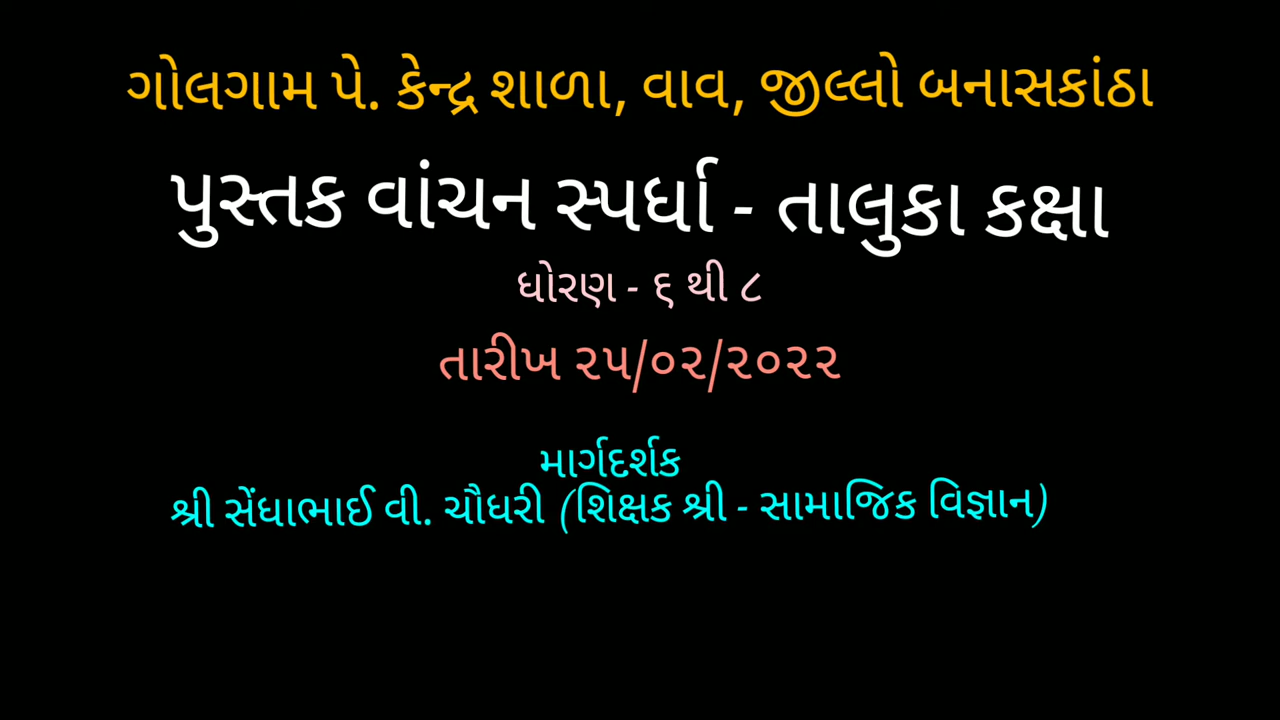 ગોલગામ પે. કેન્દ્ર શાળા, વાવ, જીલ્લો બનાસકાંઠા
પુસ્તક વાંચન સ્પર્ધા - તાલુકા કક્ષા
ધોરણ - ૬ થી ૮
તારીખ ૨૫/૦૨/૨૦૨૨
માર્ગદર્શક
શ્રી સેંધાભાઈ વી. ચૌધરી (શિક્ષક શ્રી - સામાજિક વિજ્ઞાન)